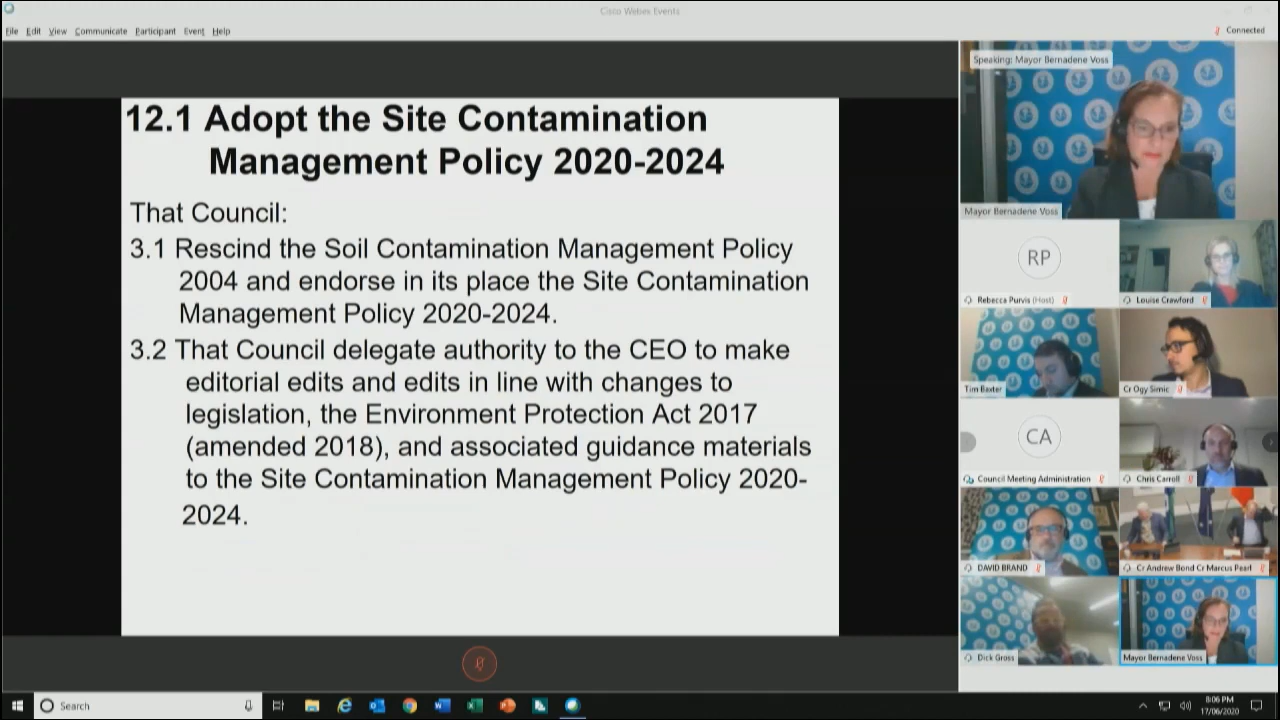 Cisco Webex Events
File Edit View Communicate Participant Event Help
Connected
12.1 Adopt the Site Contamination
Management Policy 2020-2024
That Council:
3.1 Rescind the Soil Contamination Management Policy
2004 and endorse in its place the Site Contamination
Management Policy 2020-2024.
3.2 That Council delegate authority to the CEO to make
editorial edits and edits in line with changes to
legislation, the Environment Protection Act 2017
(amended 2018), and associated guidance materials
to the Site Contamination Management Policy 2020-
2024.
Speaking: Mayor Bernadene Voss
Mayor Bernadene Voss
RP
Rebecca Purvis (Host)
Louise Crawford
Tim Baxter
Cr Ogy Simic
CA
Council Meeting Administration
Chris Carroll
DAVID BRAND
Cr Andrew Bond Cr Marcus Pearl
Dick Gross
Mayor Bernadene Voss
Search
8:06 PM
17/06/2020